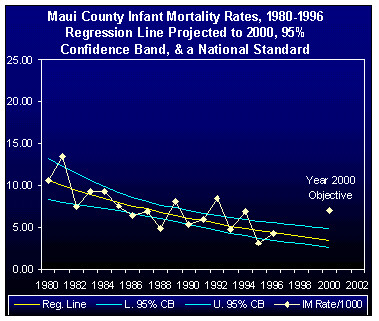 Maui County Infant Mortality Rates, 1980-1996
Regression Line Projected to 2000, 95%
Confidence Band, & a National Standard
25.00
20.00
15.00
10.00
5.00
0.00
Year 2000
Objective
1980 1982 1984 1986 1988 1990 1992 1994 1996 1998 2000 2002
Reg. Line L. 95% CB U. 95% CB IM Rate/1000